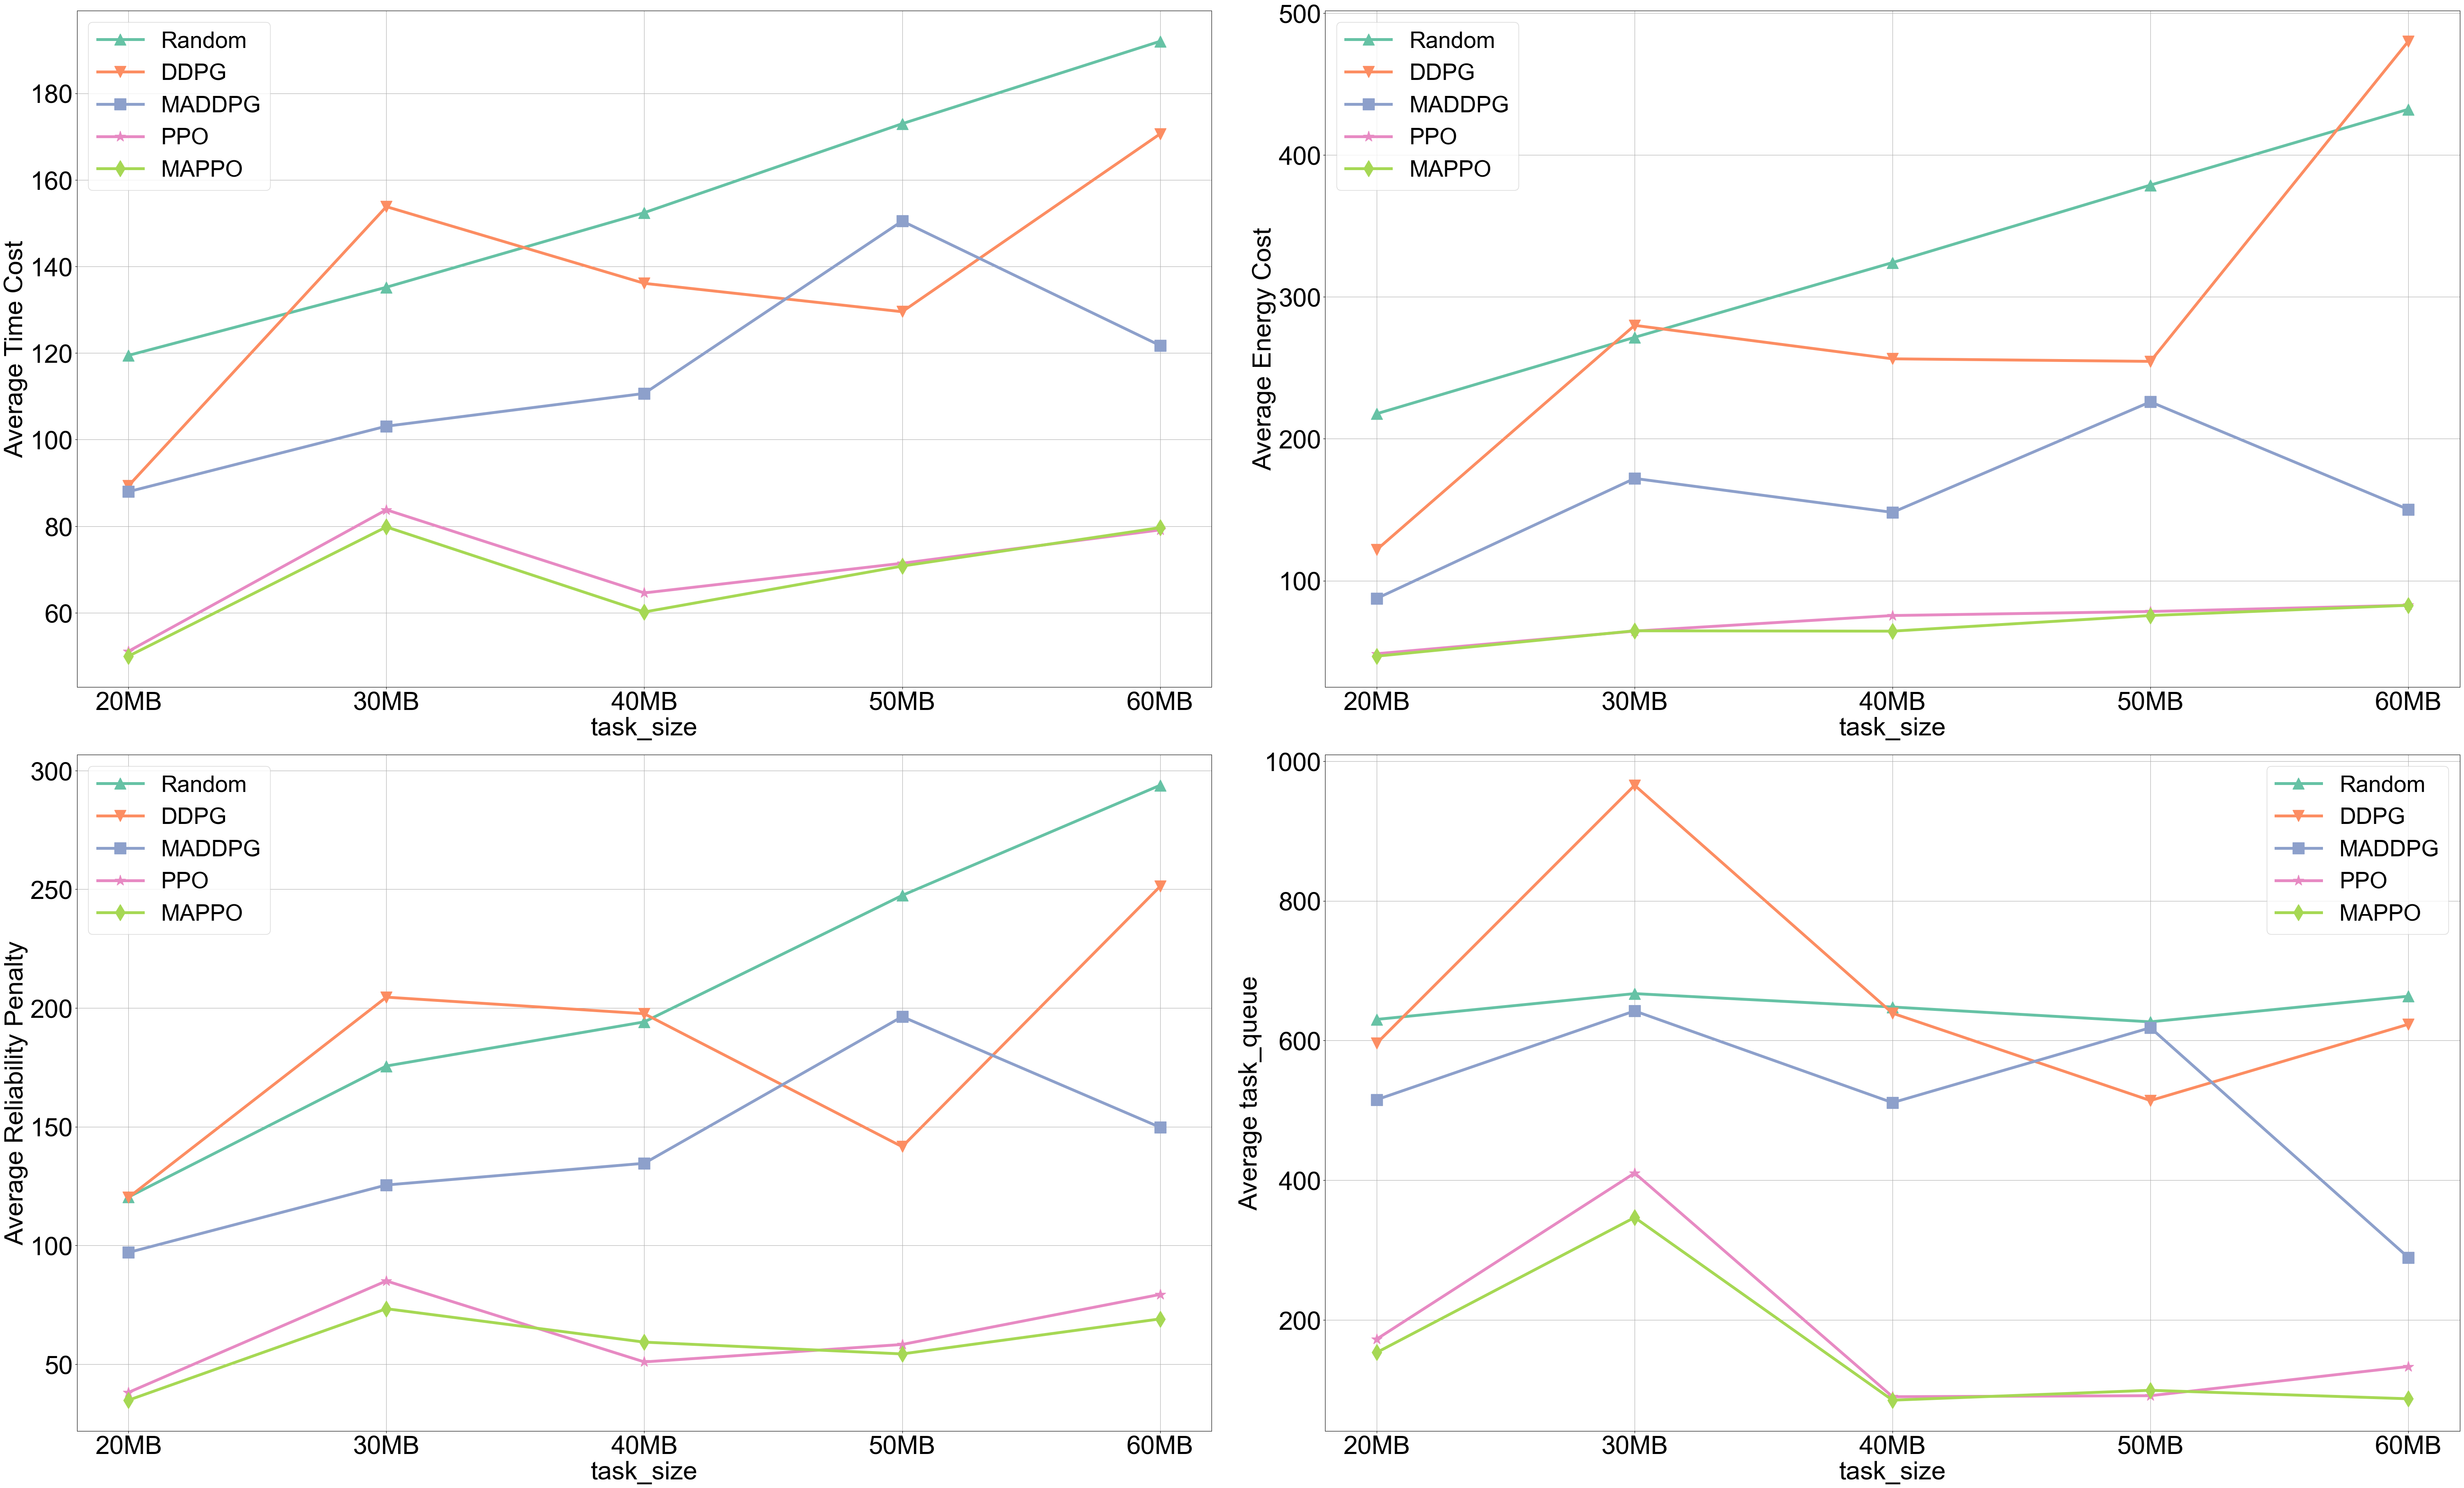 Average Time Cost
180
160
140
120
100
80
60
Random
DDPG
MADDPG
PPO
MAPPO
20MB 30MB 40MB 50MB 60MB
task_size
Average Energy Cost
500
400
300
200
100
Random
DDPG
MADDPG
PPO
MAPPO
20MB 30MB 40MB 50MB 60MB
task_size
Average Reliability Penalty
300
250
200
150
100
50
Random
DDPG
MADDPG
PPO
MAPPO
20MB 30MB 40MB 50MB 60MB
task_size
Average task_queue
1000
800
600
400
200
Random
DDPG
MADDPG
PPO
MAPPO
20MB 30MB 40MB 50MB 60MB
task_size